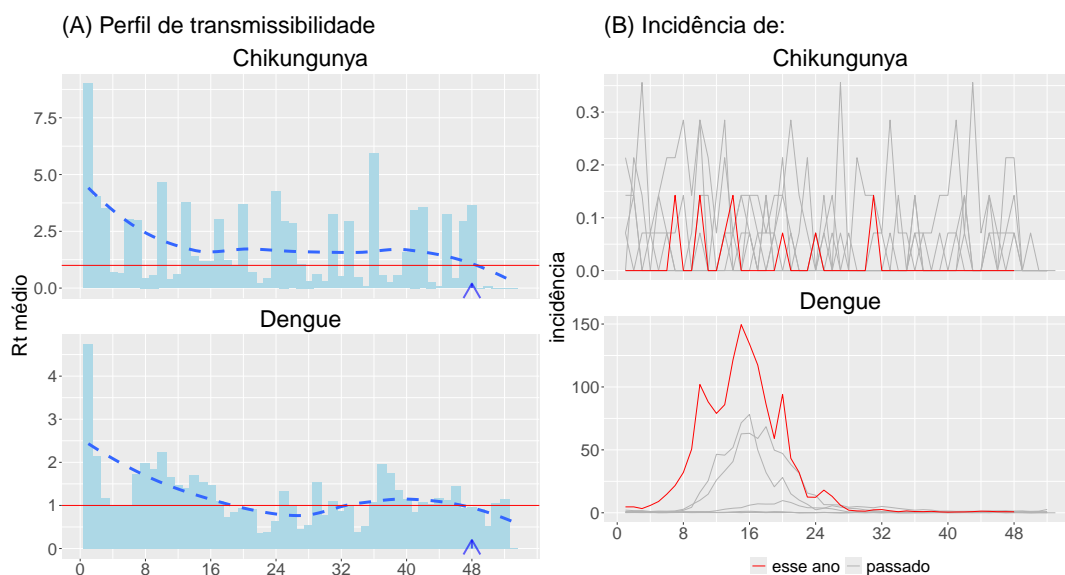 (A) Perfil de transmissibilidade
Chikungunya
7.5
5.0
2.5
0.0
Dengue
4
3
2
1
0
0 8 16 24 32 40 48
Rt médio
(B) Incidência de:
Chikungunya
0.3
0.2
0.1
0.0
Dengue
150
100
50
0
0 8 16 24 32 40 48
incidência
esse ano passado